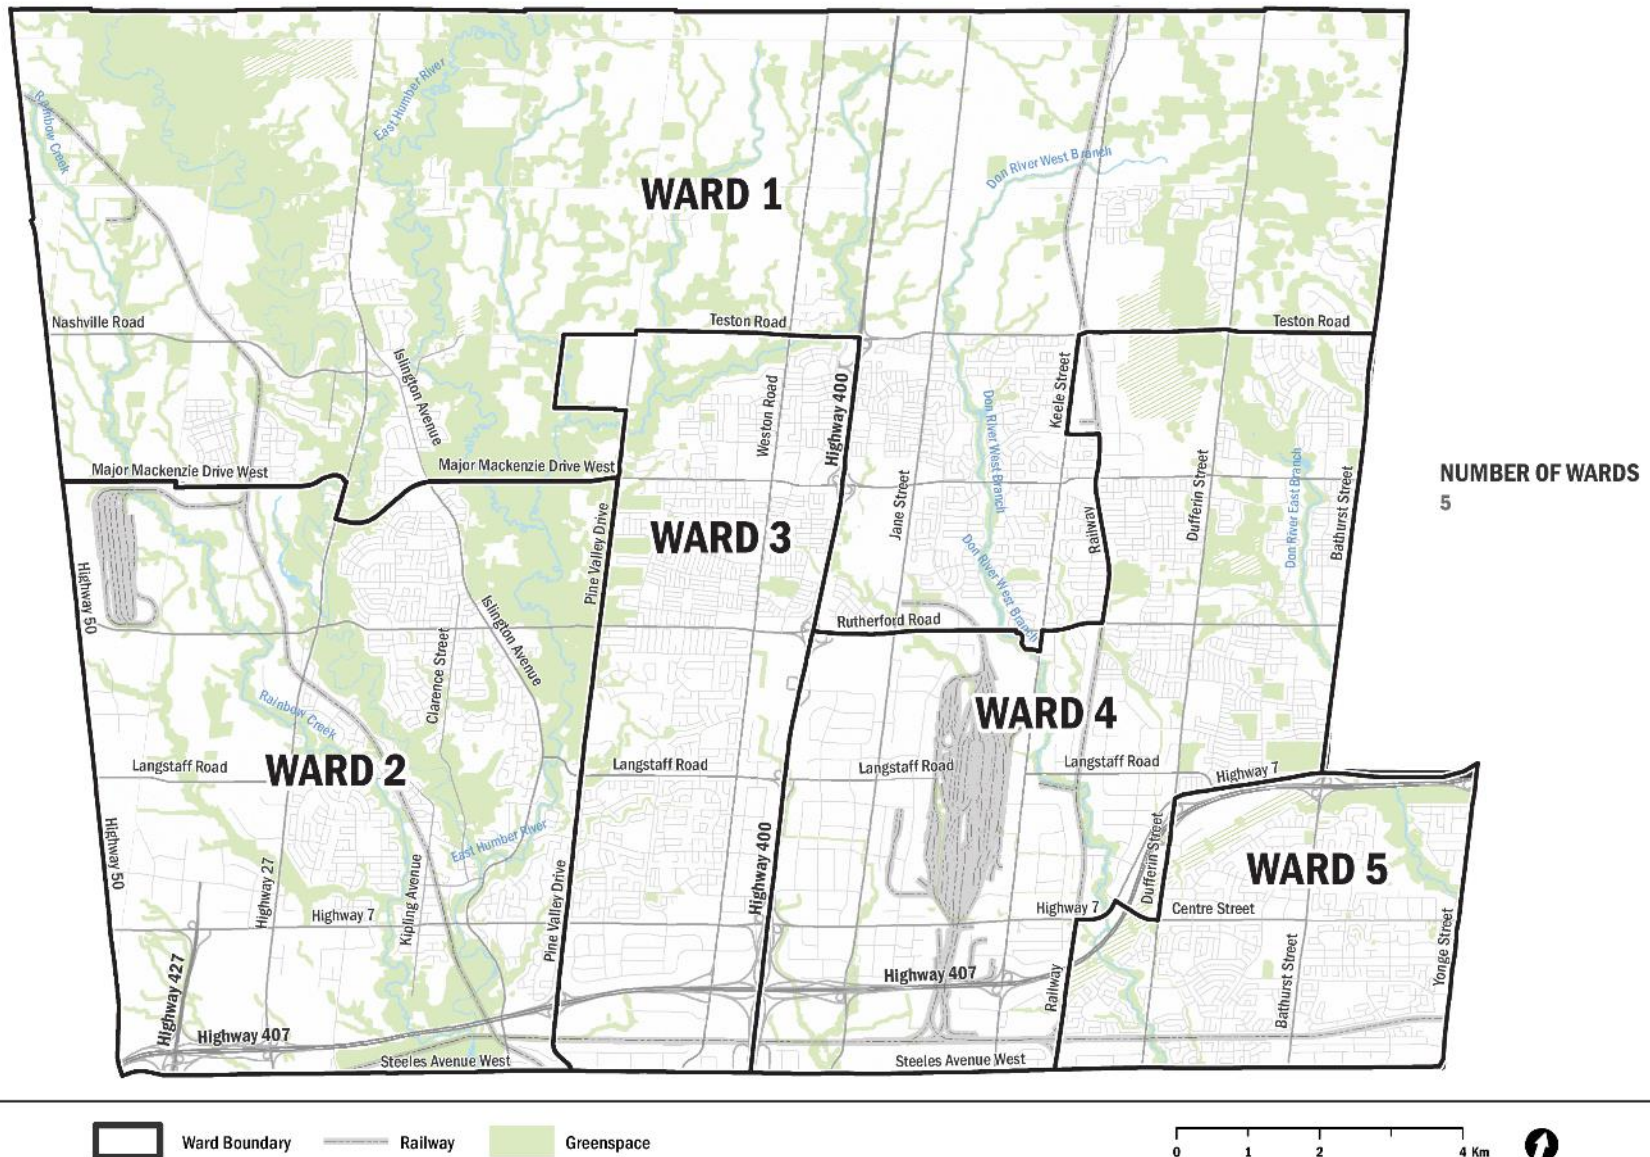 East Humber River
Rainbow Creek
Don River West Branch
WARD 1
Nashville Road
Teston Road
Teston Road
Islington Avenue
Keele Street
Weston Road
Highway 400
Don River West Branch
Major Mackenzie Drive West
Major Mackenzie Drive West
Jane Street
Dufferin Street
Don River East Branch
Bathurst Street
NUMBER OF WARDS
5
WARD 3
Pine Valley Drive
Railway
Don River West Branch
Highway 50
Islington Avenue
Rutherford Road
Clarence Street
Rainbow Creek
WARD 4
Langstaff Road
WARD 2
Langstaff Road
Langstaff Road
Langstaff Road
Highway 7
Highway 50
East Humber River
Highway 400
Dufferin Street
WARD 5
Highway 27
Kipling Avenue
Highway 7
Pine Valley Drive
Highway 7
Centre Street
Yonge Street
Bathurst Street
Highway 427
Highway 407
Railway
Highway 407
Steeles Avenue West
Steeles Avenue West
Ward Boundary
Railway
Greenspace
0 1 2 4 Km